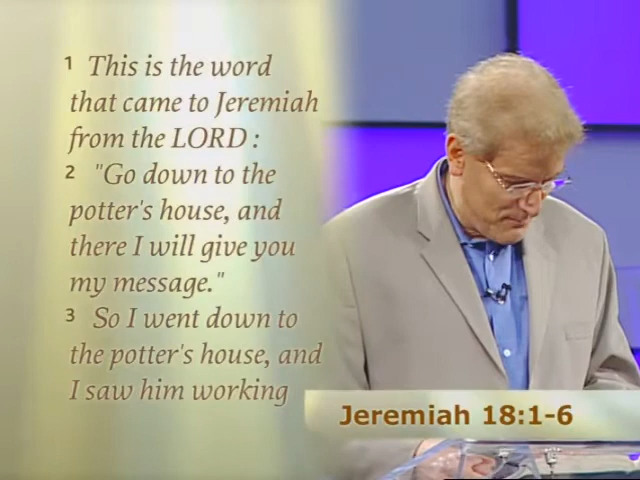 1 This is the word
that came to Jeremiah
from the LORD :
2 "Go down to the
potter's house, and
there I will give you
my message."
3 So I went down to
the potter's house, and
I saw him working
Jeremiah 18:1-6